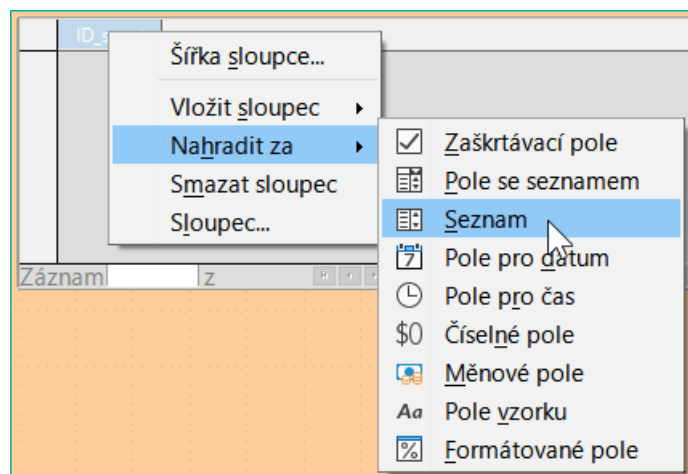 Šířka sloupce...
Vložit sloupec
Nahradit za
Smazat sloupec
Sloupec...
Zaškrtávací pole
Pole se seznamem
Seznam
Pole pro datum
Pole pro čas
Číselné pole
Měnové pole
Pole vzorku
Formátované pole
Záznam z